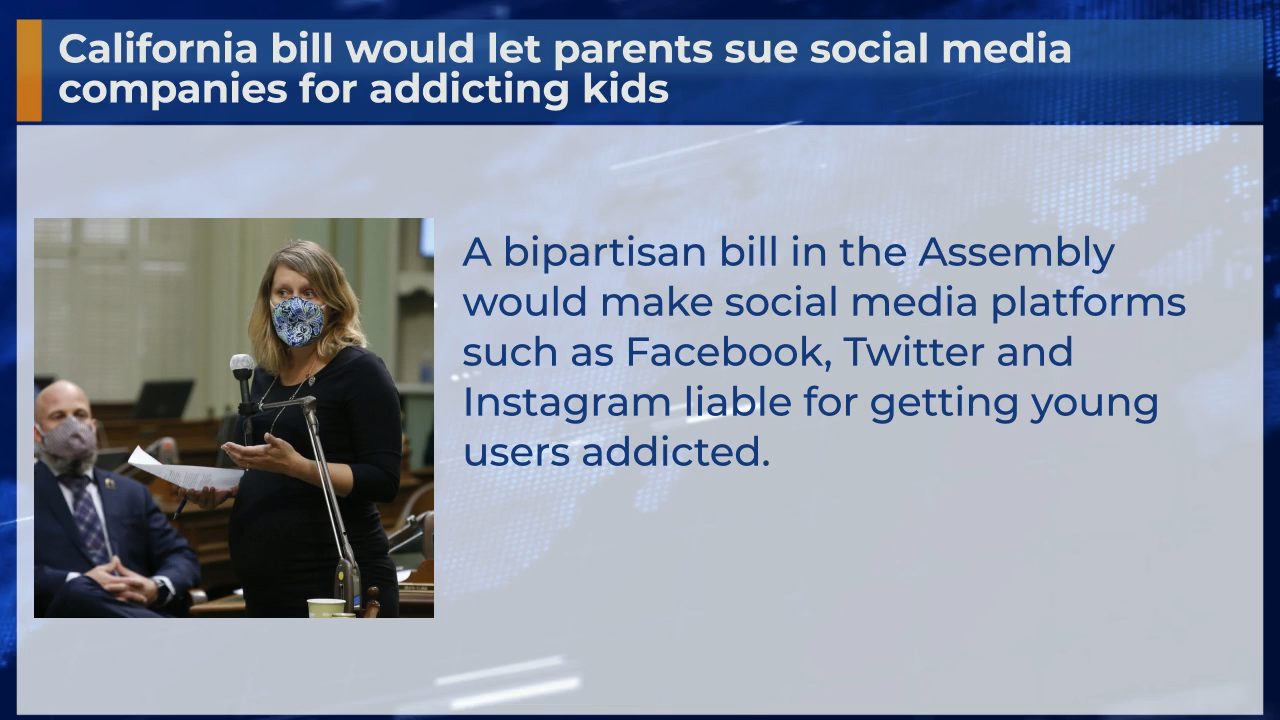 California bill would let parents sue social media
companies for addicting kids
A bipartisan bill in the Assembly
would make social media platforms
such as Facebook, Twitter and
Instagram liable for getting young
users addicted.